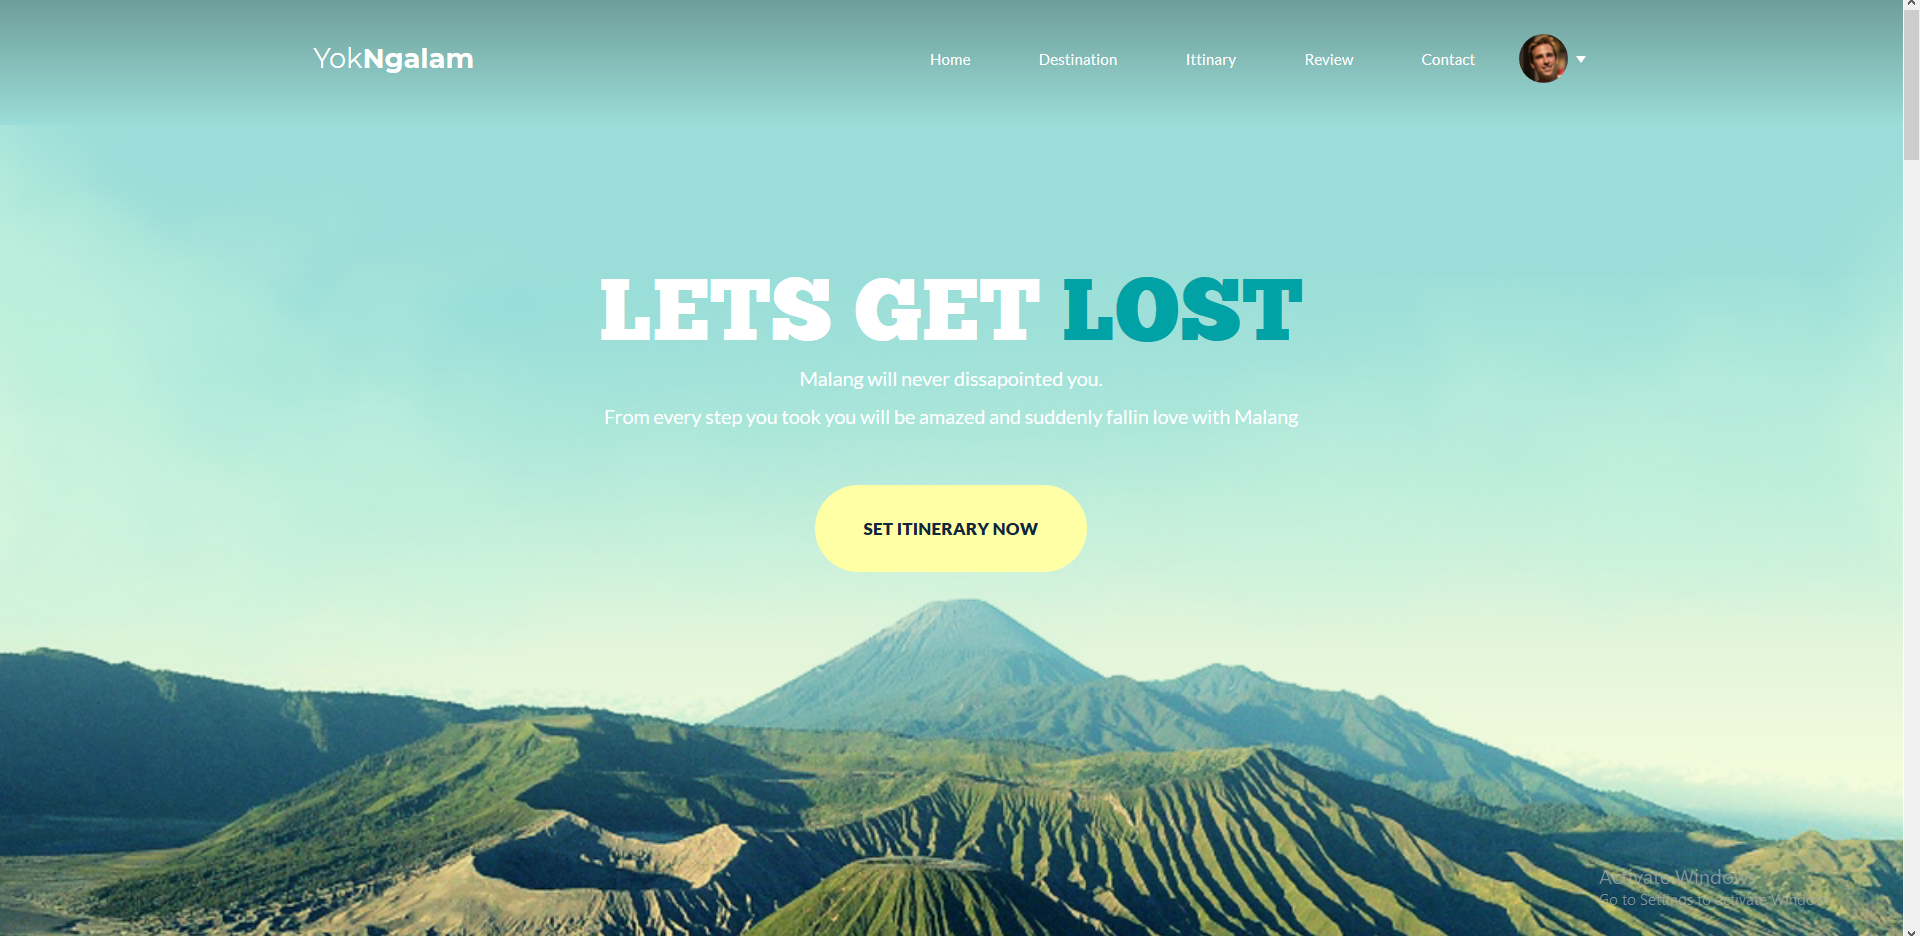 YokNgalam
Home Destination Ittinary Review Contact
LETS GET LOST
Malang will never dissapointed you.
From every step you took you will be amazed and suddenly fallin love with Malang
SET ITINERARY NOW
Activate Windows
Go to Settings to activate Windows.